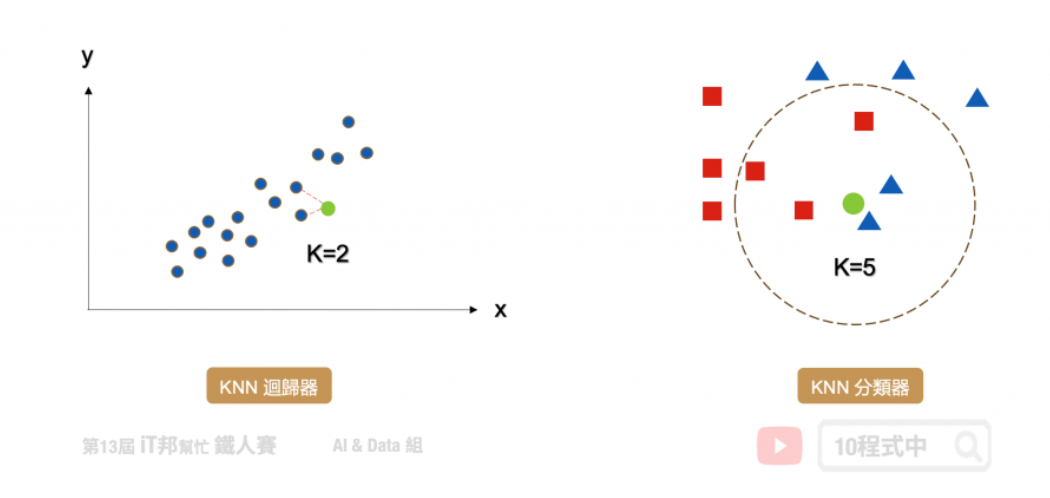 y
K=2
x
KNN 迴歸器
K=5
KNN 分類器
第13屆 iT邦幫忙 鐵人賽
AI & Data 組
10程式中